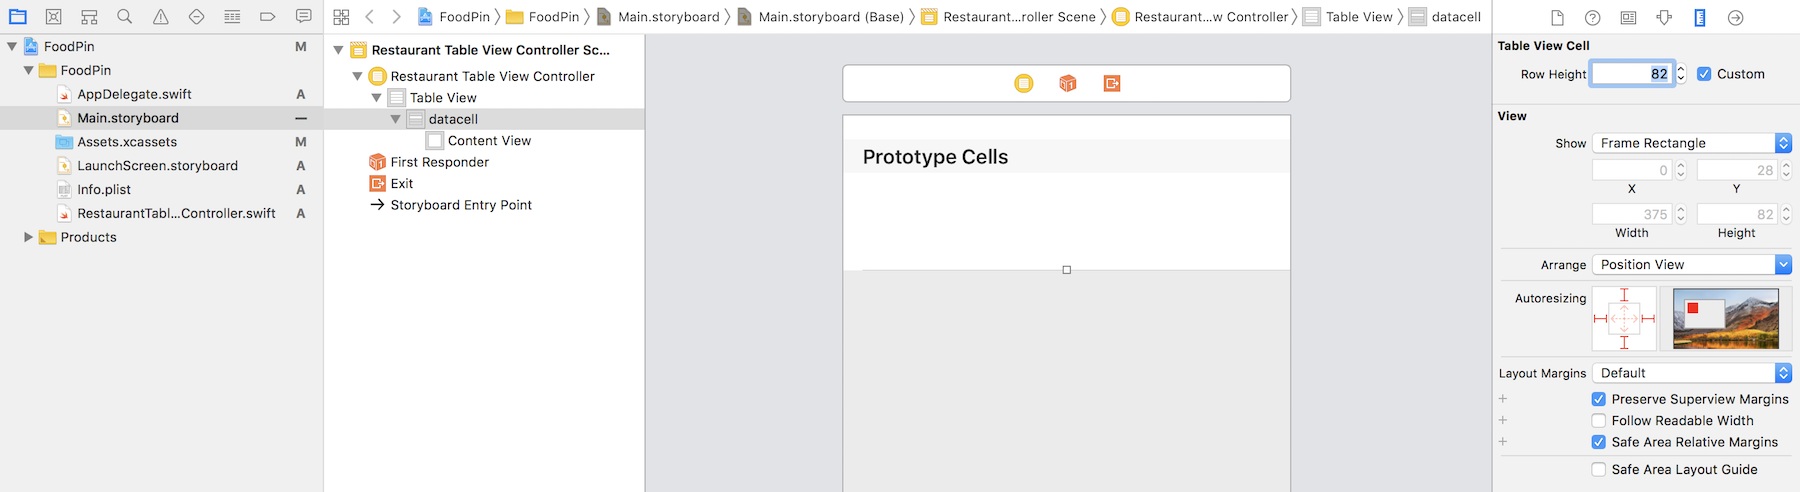 FoodPin M
FoodPin
AppDelegate.swift A
Main.storyboard —
Assets.xcassets M
LaunchScreen.storyboard A
Info.plist A
RestaurantTabl...Controller.swift A
Products
FoodPin FoodPin Main.storyboard Main.storyboard (Base) Restaurant...roller Scene Restaurant...w Controller Table View datacell
Restaurant Table View Controller Sc...
Restaurant Table View Controller
Table View
datacell
Content View
First Responder
Exit
Storyboard Entry Point
Prototype Cells
Table View Cell
Row Height 82 Custom
View
Show Frame Rectangle
0 28
X Y
375 82
Width Height
Arrange Position View
Autoresizing
Layout Margins Default
Preserve Superview Margins
Follow Readable Width
Safe Area Relative Margins
Safe Area Layout Guide